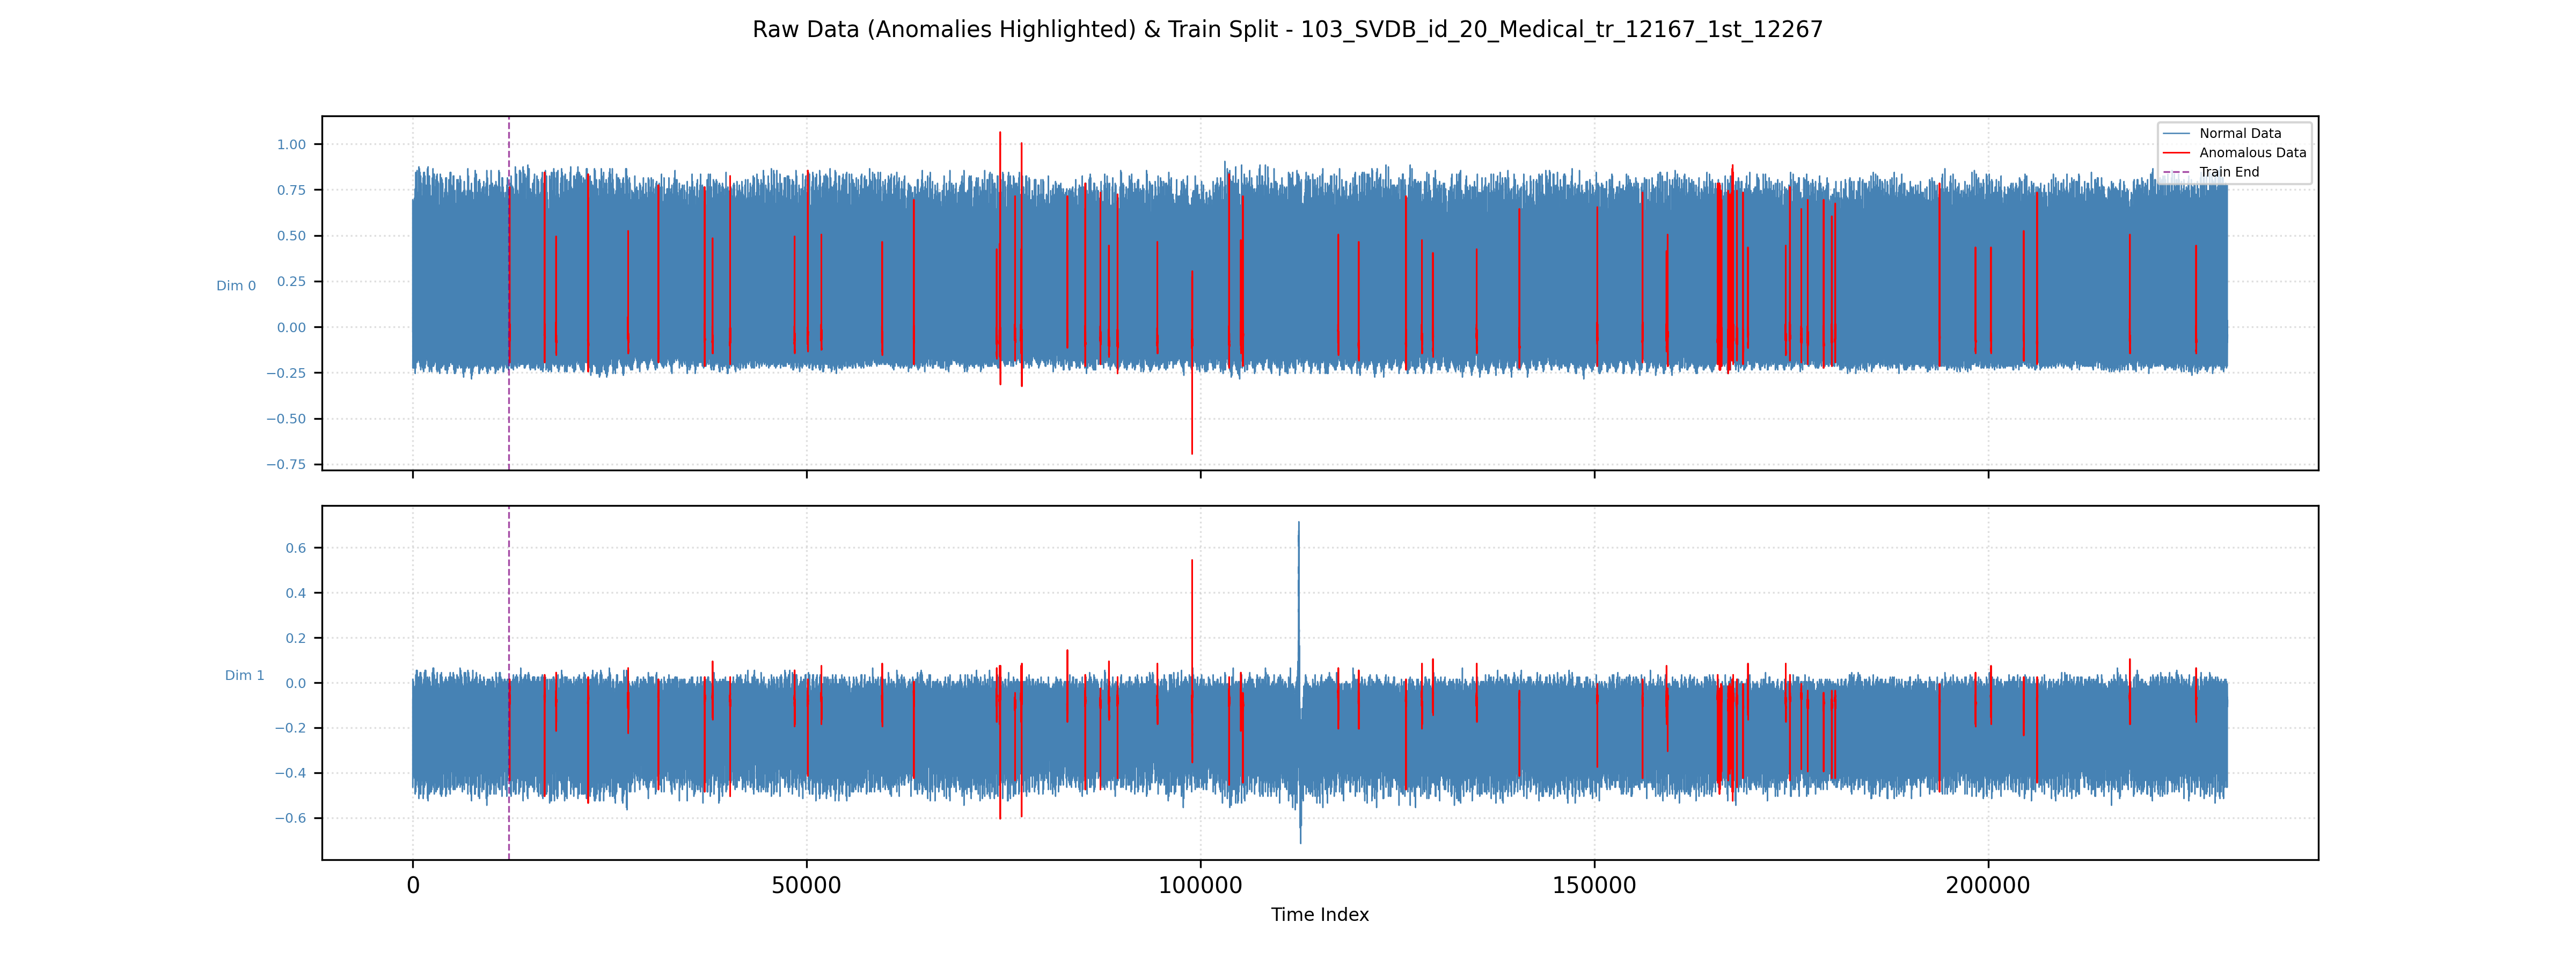 Raw Data (Anomalies Highlighted) & Train Split - 103_SVDB_id_20_Medical_tr_12167_1st_12267
1.00
0.75
0.50
0.25
0.00
−0.25
−0.50
−0.75
Dim 0
Normal Data
Anomalous Data
Train End
0.6
0.4
0.2
0.0
−0.2
−0.4
−0.6
Dim 1
0 50000 100000 150000 200000
Time Index